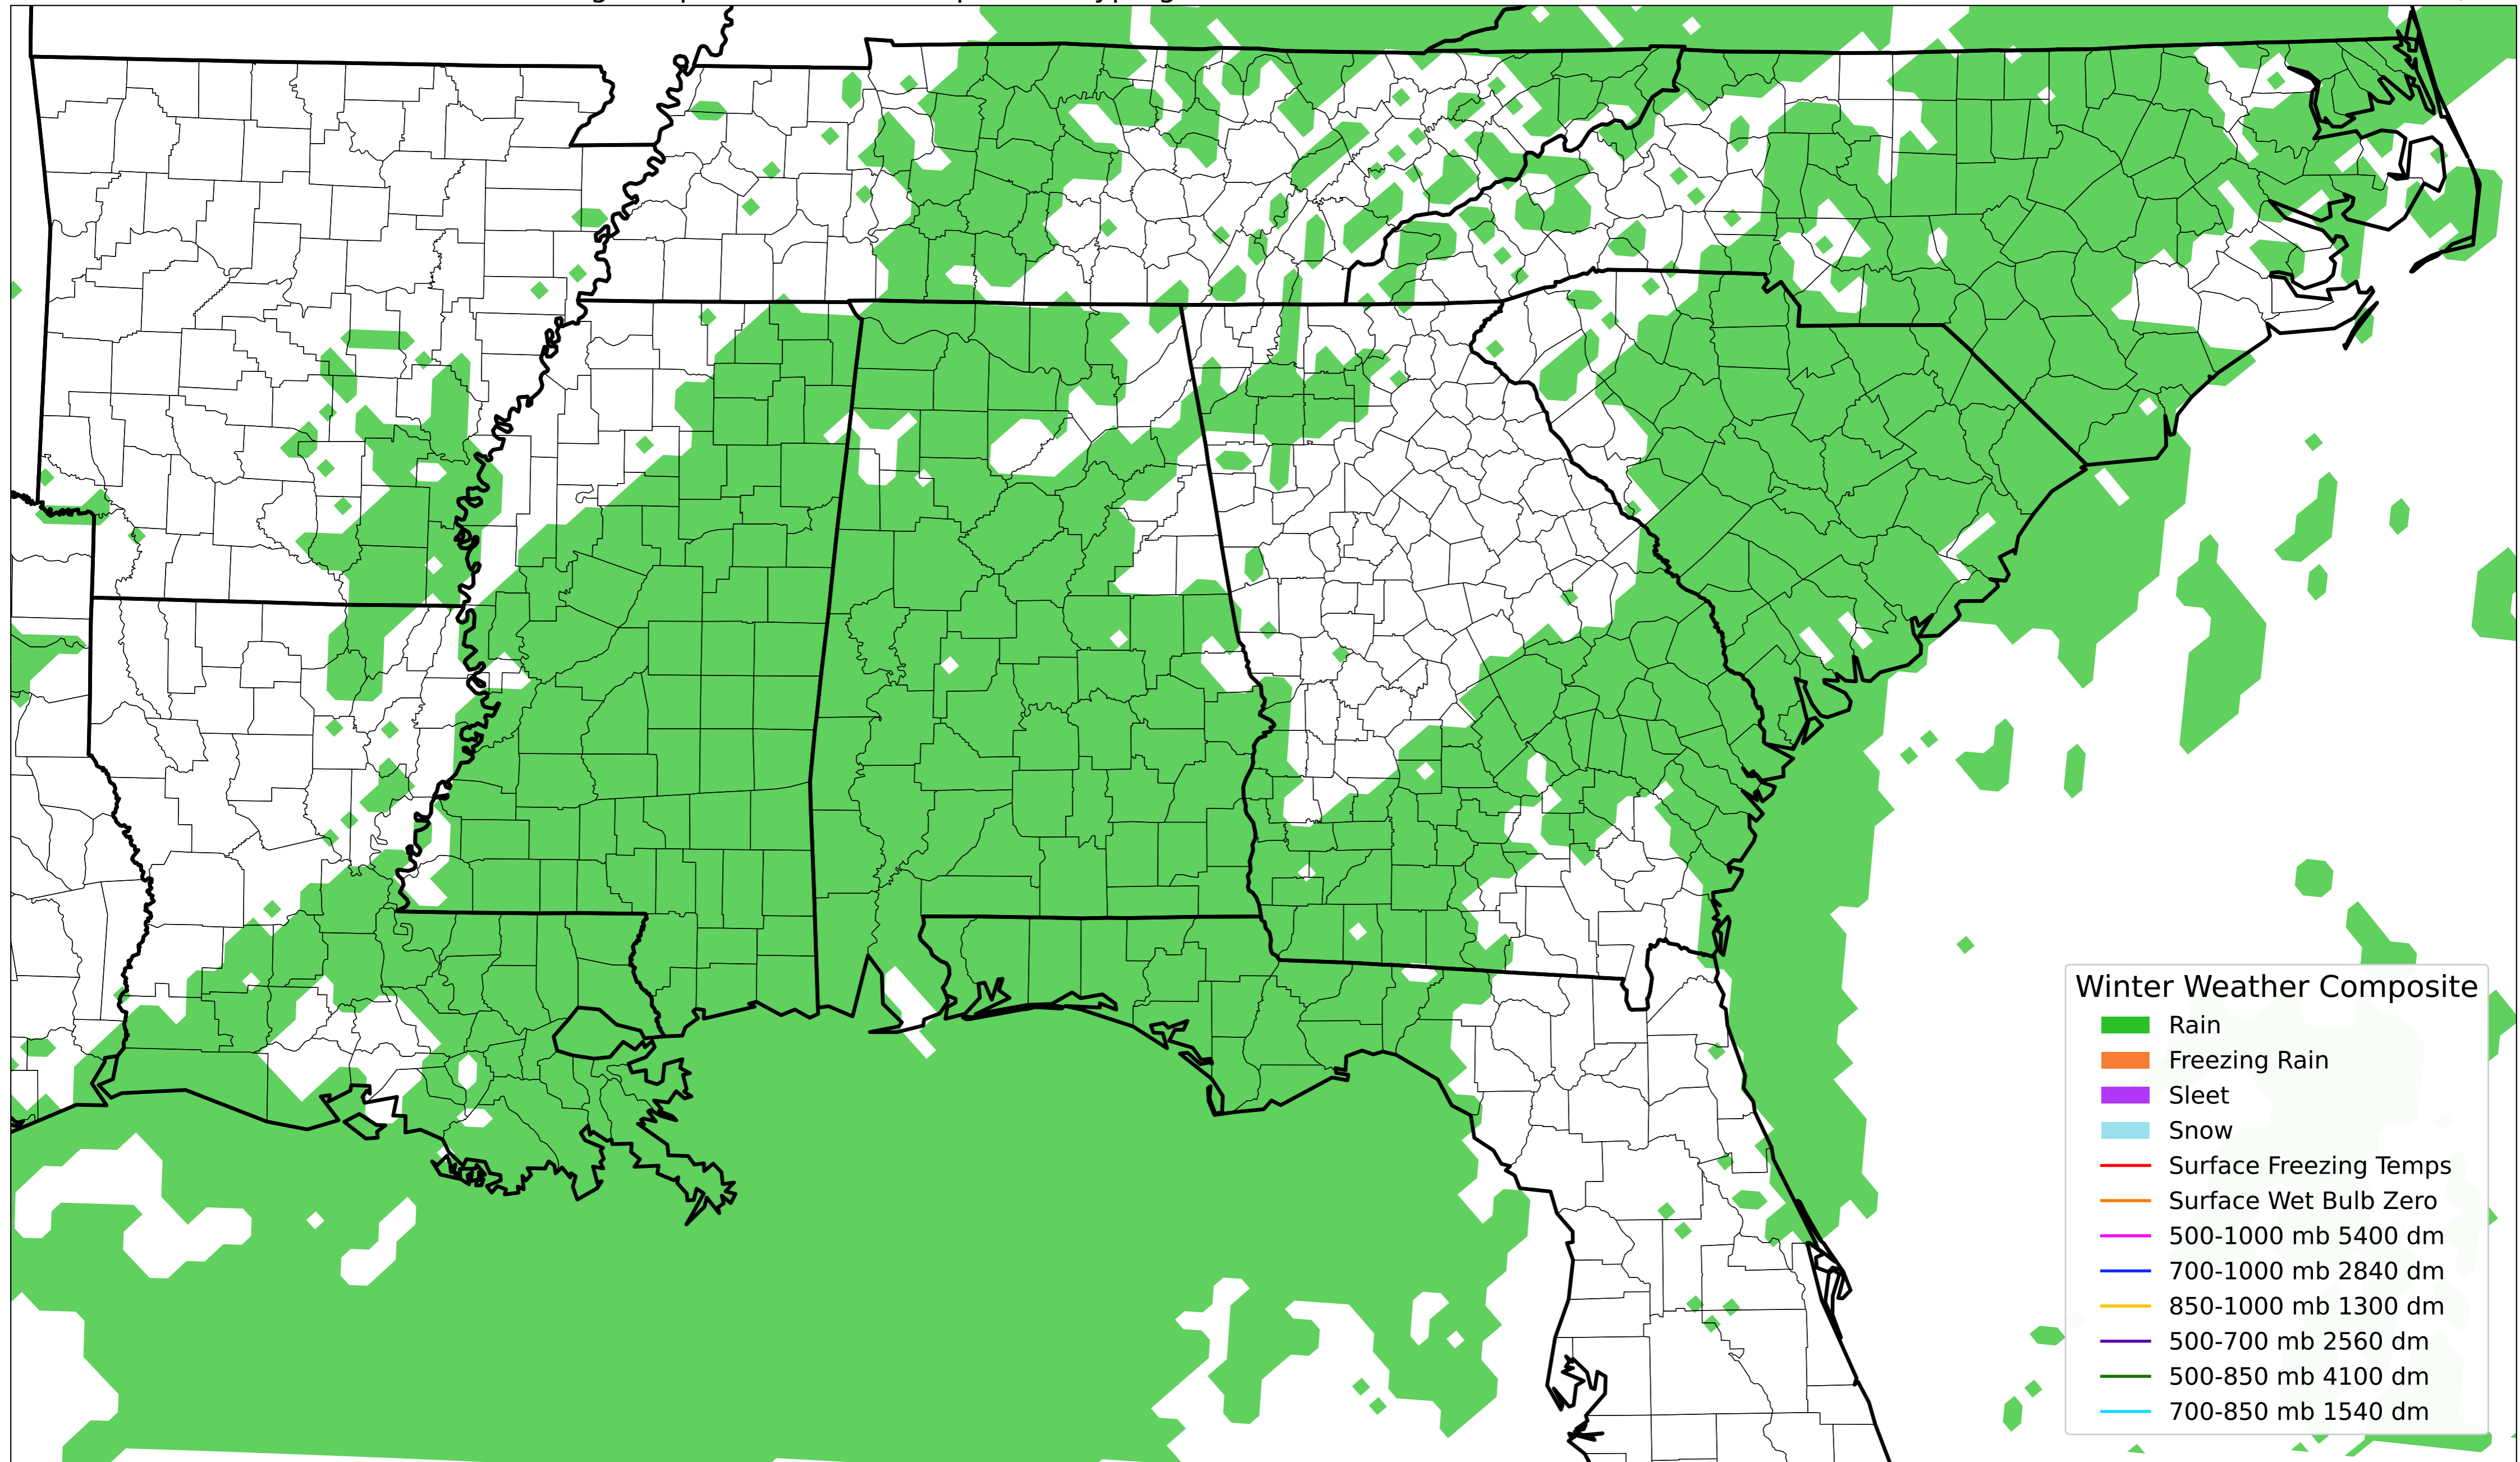 Winter Weather Composite
Rain
Freezing Rain
Sleet
Snow
Surface Freezing Temps
Surface Wet Bulb Zero
500-1000 mb 5400 dm
700-1000 mb 2840 dm
850-1000 mb 1300 dm
500-700 mb 2560 dm
500-850 mb 4100 dm
700-850 mb 1540 dm